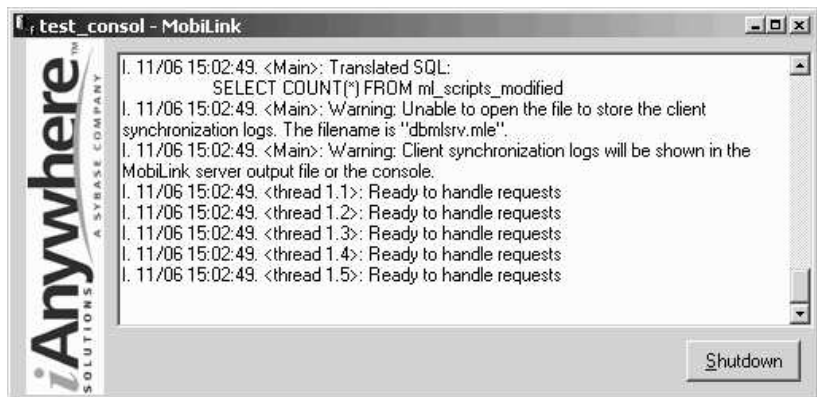 test_consol - MobiLink
I. 11/06 15:02:49. <Main>: Translated SQL:
SELECT COUNT(*) FROM ml_scripts_modified
I. 11/06 15:02:49. <Main>: Warning: Unable to open the file to store the client
synchronization logs. The filename is "dbmlsrv.mle".
I. 11/06 15:02:49. <Main>: Warning: Client synchronization logs will be shown in the
MobiLink server output file or the console.
I. 11/06 15:02:49. <thread 1.1>: Ready to handle requests
I. 11/06 15:02:49. <thread 1.2>: Ready to handle requests
I. 11/06 15:02:49. <thread 1.3>: Ready to handle requests
I. 11/06 15:02:49. <thread 1.4>: Ready to handle requests
I. 11/06 15:02:49. <thread 1.5>: Ready to handle requests
iAnywhere™
SOLUTIONS
A SYBASE COMPANY
Shutdown